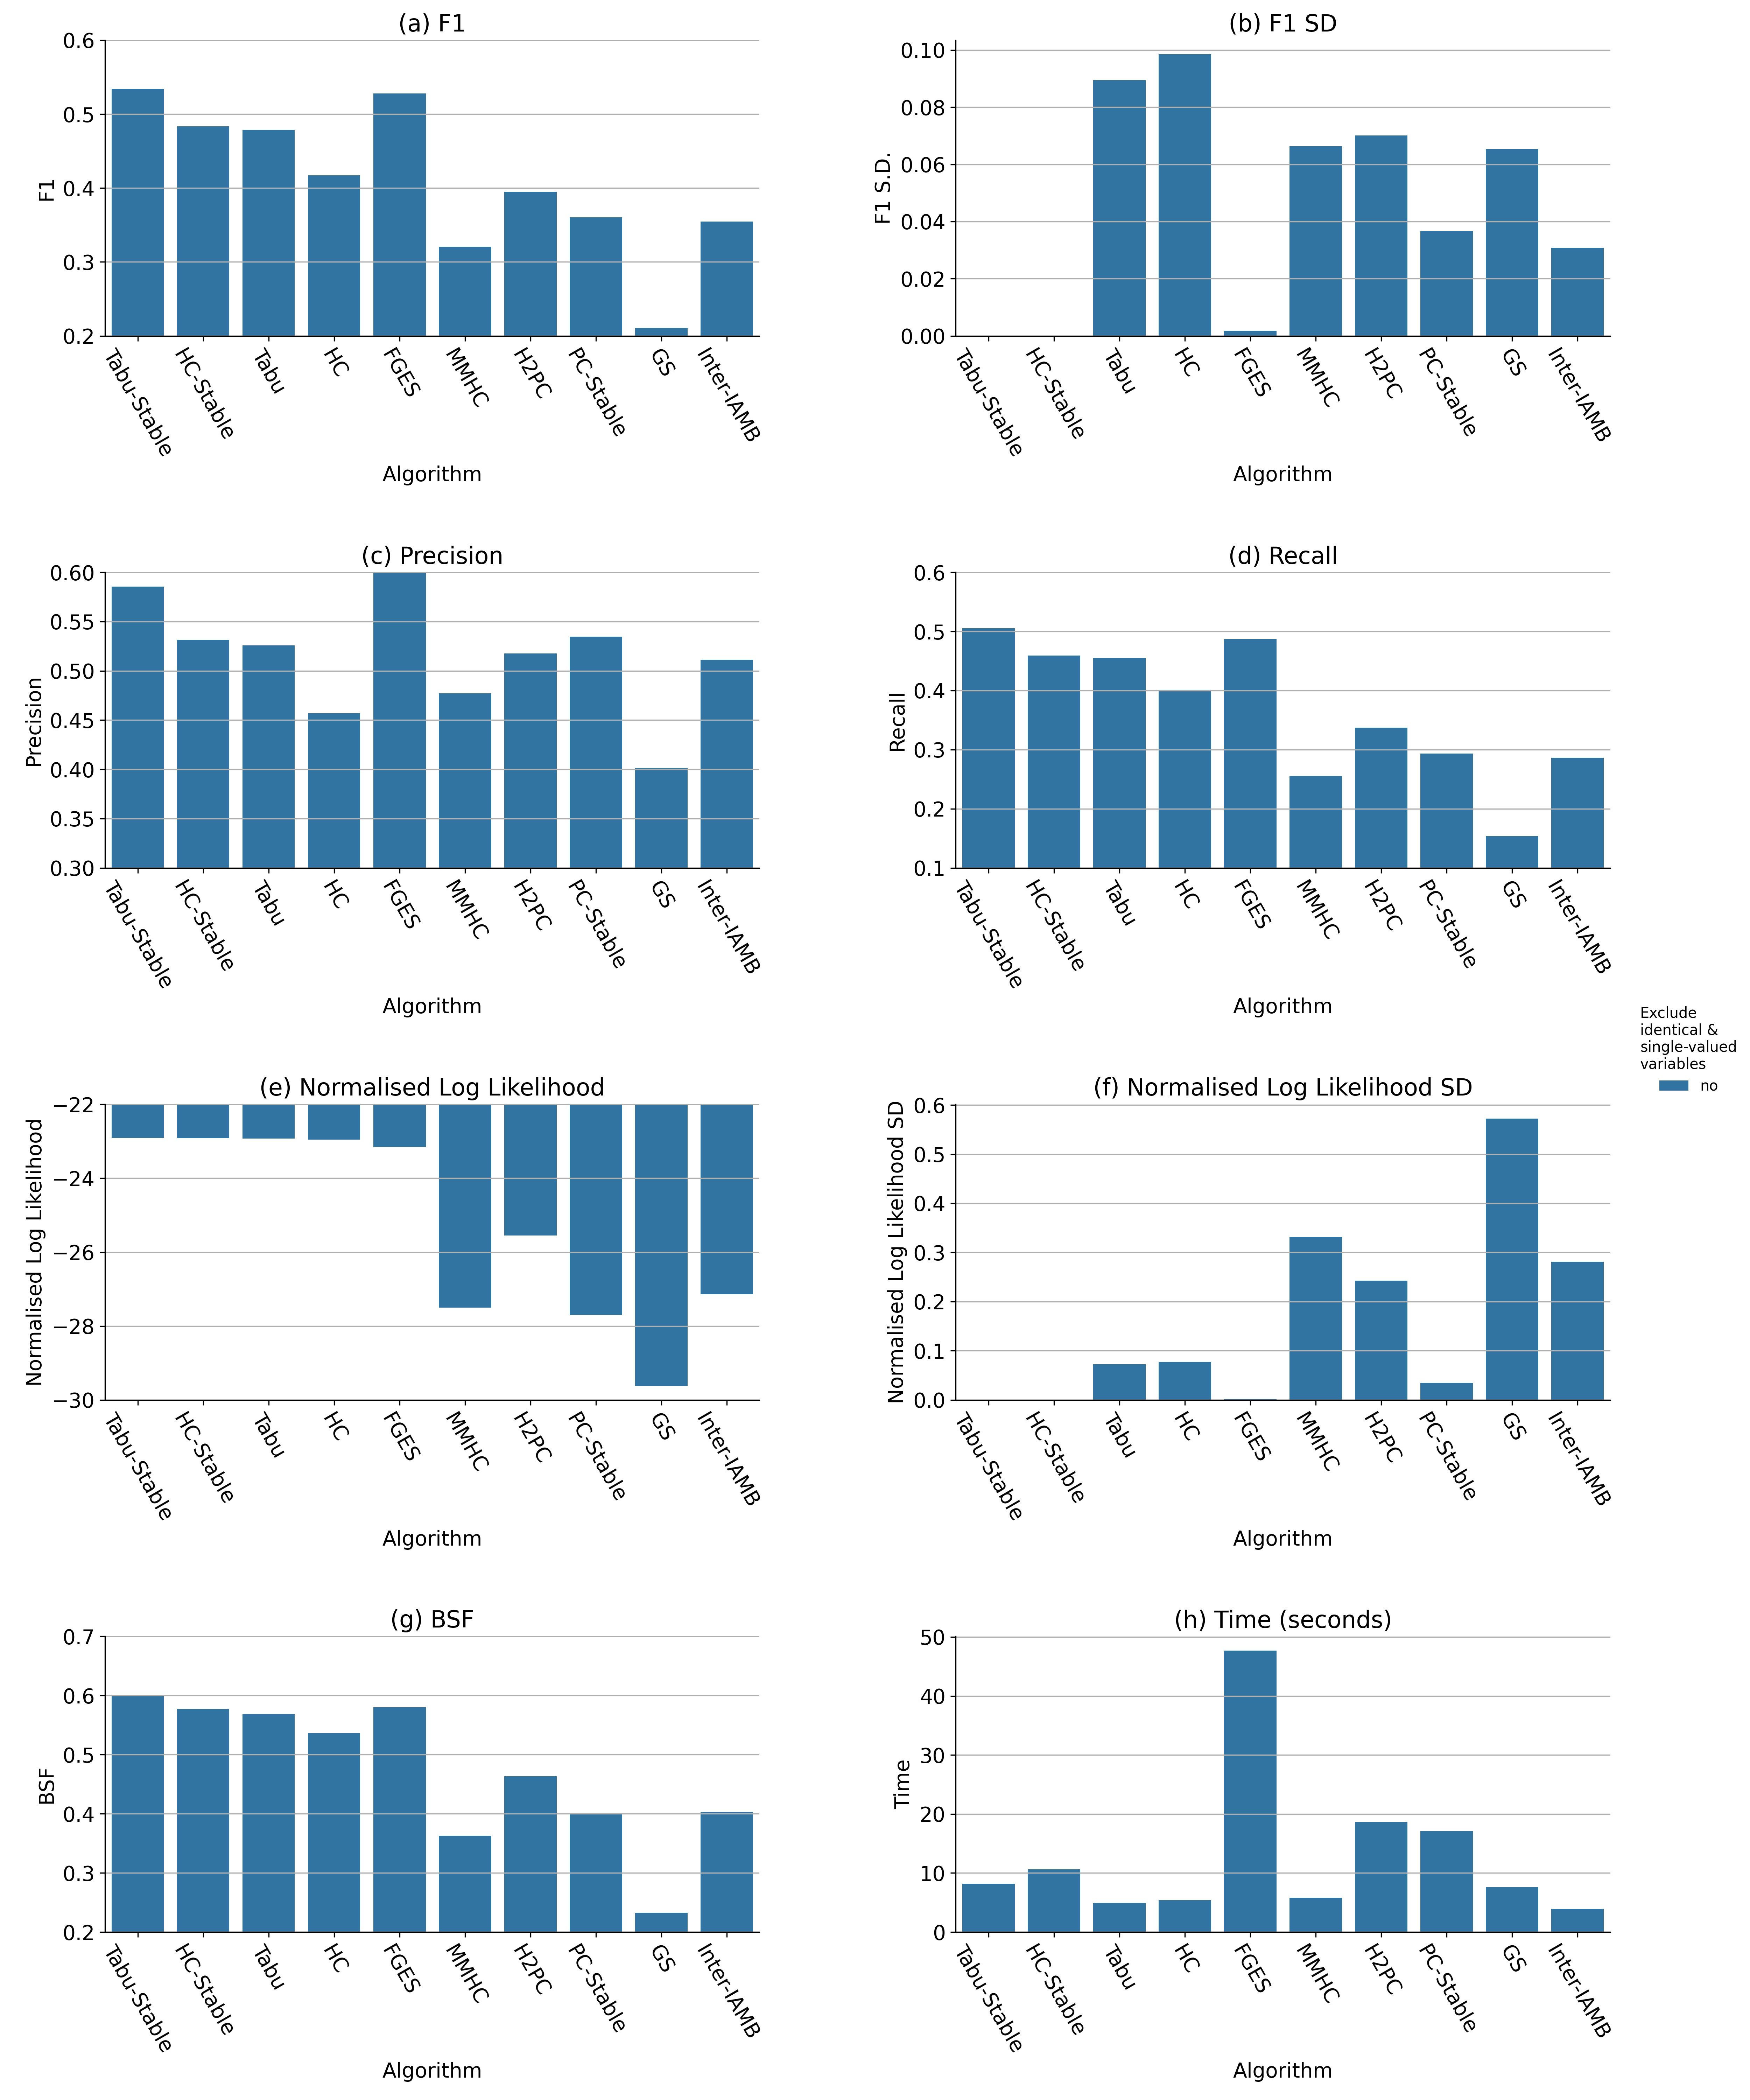 (a) F1
0.6
0.5
0.4
0.3
0.2
F1
Tabu-Stable
HC-Stable
Tabu
HC
FGES
MMHC
H2PC
PC-Stable
GS
Inter-IAMB
Algorithm
(b) F1 SD
0.10
0.08
0.06
0.04
0.02
0.00
F1 S.D.
Tabu-Stable
HC-Stable
Tabu
HC
FGES
MMHC
H2PC
PC-Stable
GS
Inter-IAMB
Algorithm
(c) Precision
0.60
0.55
0.50
0.45
0.40
0.35
0.30
Precision
Tabu-Stable
HC-Stable
Tabu
HC
FGES
MMHC
H2PC
PC-Stable
GS
Inter-IAMB
Algorithm
(d) Recall
0.6
0.5
0.4
0.3
0.2
0.1
Recall
Tabu-Stable
HC-Stable
Tabu
HC
FGES
MMHC
H2PC
PC-Stable
GS
Inter-IAMB
Algorithm
Exclude
identical &
single-valued
variables
no
(e) Normalised Log Likelihood
−22
−24
−26
−28
−30
Normalised Log Likelihood
Tabu-Stable
HC-Stable
Tabu
HC
FGES
MMHC
H2PC
PC-Stable
GS
Inter-IAMB
Algorithm
(f) Normalised Log Likelihood SD
0.6
0.5
0.4
0.3
0.2
0.1
0.0
Normalised Log Likelihood SD
Tabu-Stable
HC-Stable
Tabu
HC
FGES
MMHC
H2PC
PC-Stable
GS
Inter-IAMB
Algorithm
(g) BSF
0.7
0.6
0.5
0.4
0.3
0.2
BSF
Tabu-Stable
HC-Stable
Tabu
HC
FGES
MMHC
H2PC
PC-Stable
GS
Inter-IAMB
Algorithm
(h) Time (seconds)
50
40
30
20
10
0
Time
Tabu-Stable
HC-Stable
Tabu
HC
FGES
MMHC
H2PC
PC-Stable
GS
Inter-IAMB
Algorithm